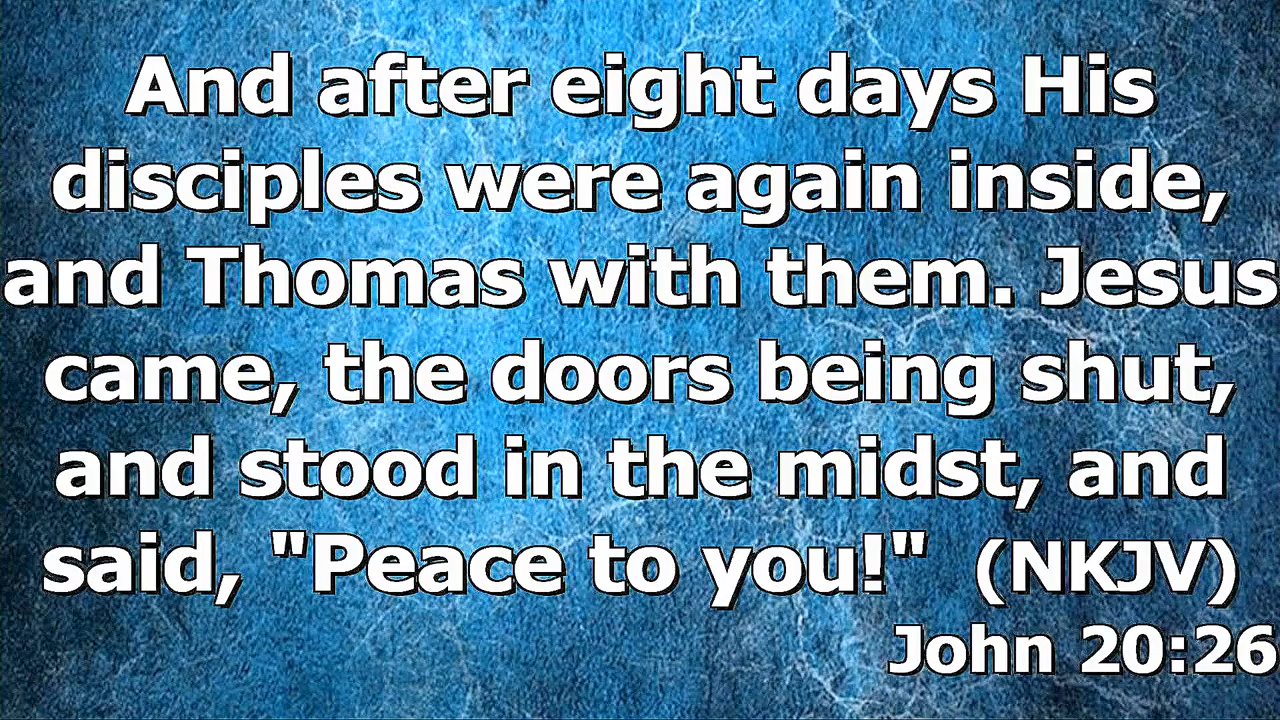 And after eight days His
disciples were again inside,
and Thomas with them. Jesus
came, the doors being shut,
and stood in the midst, and
said, "Peace to you!" (NKJV)
John 20:26